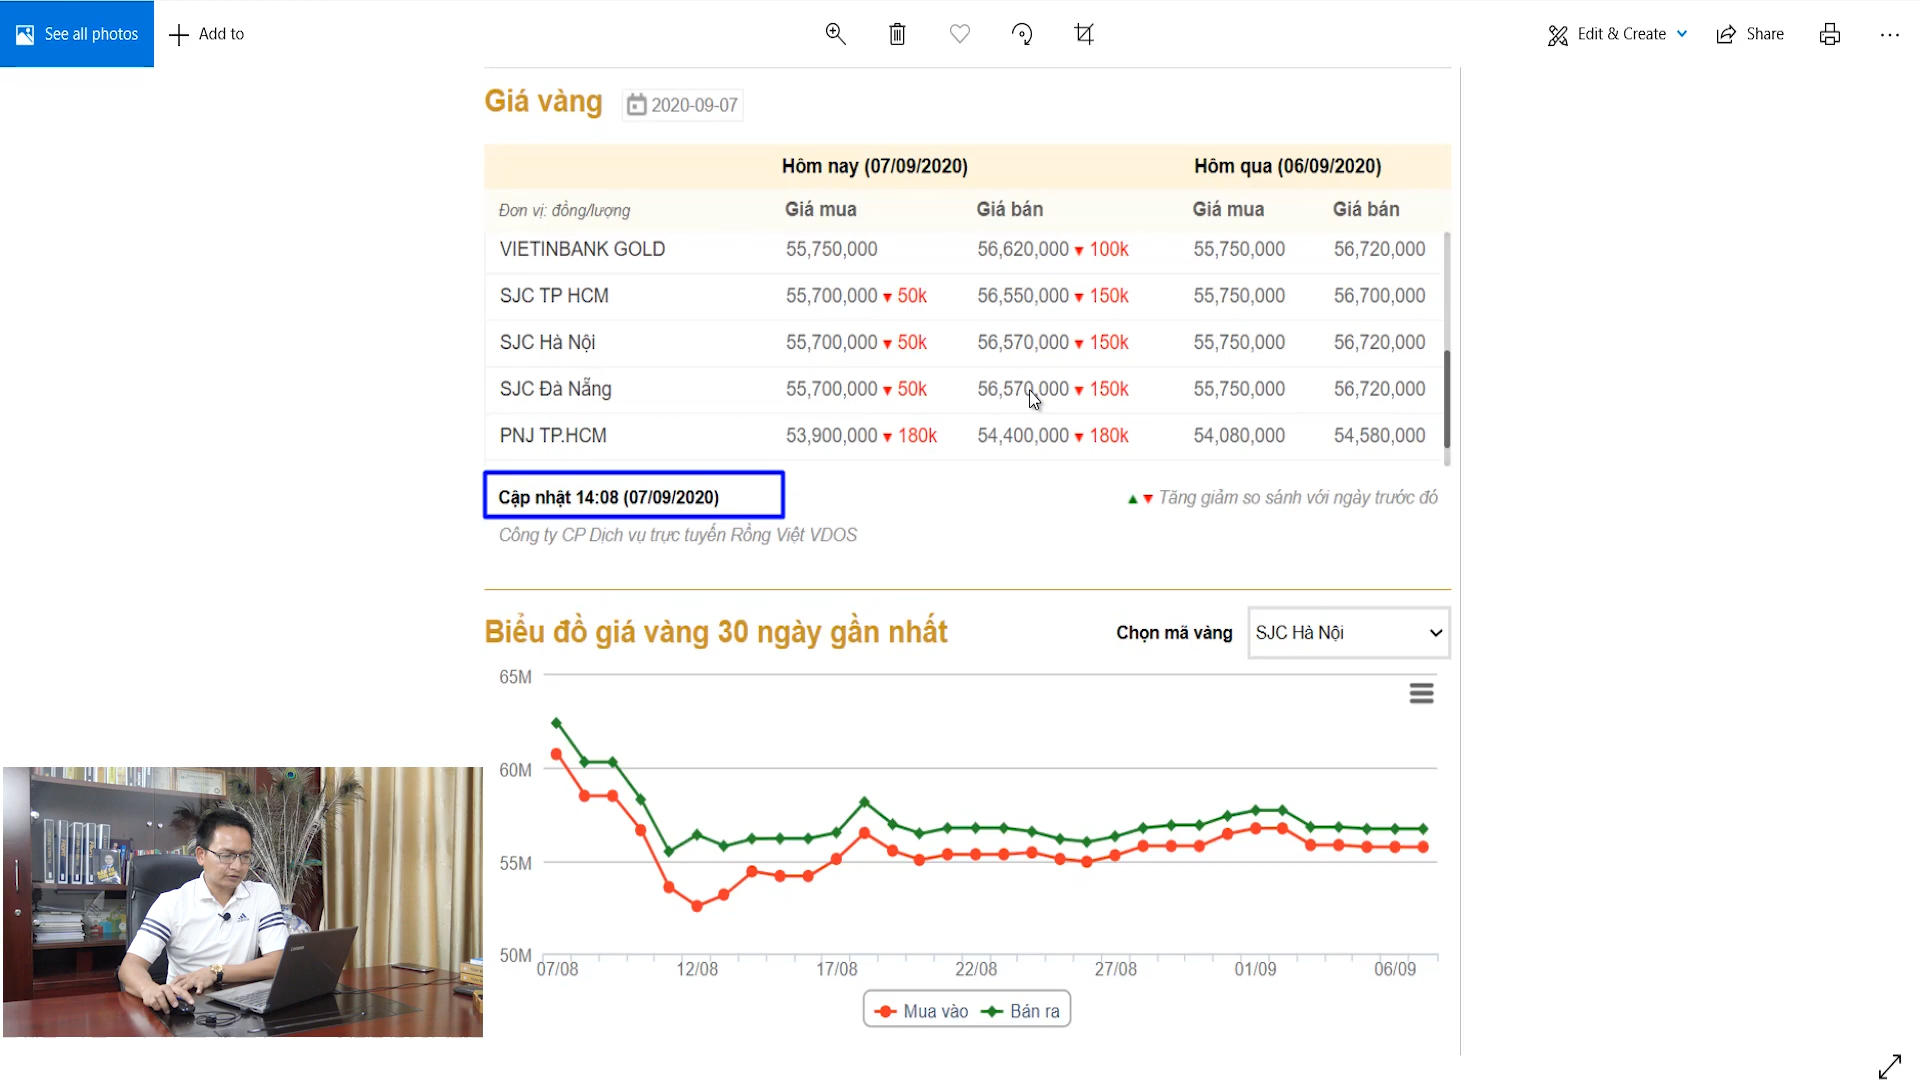 See all photos
Add to
Edit & Create
Share
Giá vàng
2020-09-07
Hôm nay (07/09/2020) Hôm qua (06/09/2020)
Đơn vị: đồng/lượng Giá mua Giá bán Giá mua Giá bán
VIETINBANK GOLD 55,750,000 56,620,000 ▼ 100k 55,750,000 56,720,000
SJC TP HCM 55,700,000 ▼ 50k 56,550,000 ▼ 150k 55,750,000 56,700,000
SJC Hà Nội 55,700,000 ▼ 50k 56,570,000 ▼ 150k 55,750,000 56,720,000
SJC Đà Nẵng 55,700,000 ▼ 50k 56,570,000 ▼ 150k 55,750,000 56,720,000
PNJ TP.HCM 53,900,000 ▼ 180k 54,400,000 ▼ 180k 54,080,000 54,580,000
Cập nhật 14:08 (07/09/2020)
▲▼ Tăng giảm so sánh với ngày trước đó
Công ty CP Dịch vụ trực tuyến Rồng Việt VDOS
Biểu đồ giá vàng 30 ngày gần nhất
Chọn mã vàng SJC Hà Nội
65M
60M
55M
50M
07/08 12/08 17/08 22/08 27/08 01/09 06/09
Mua vào Bán ra